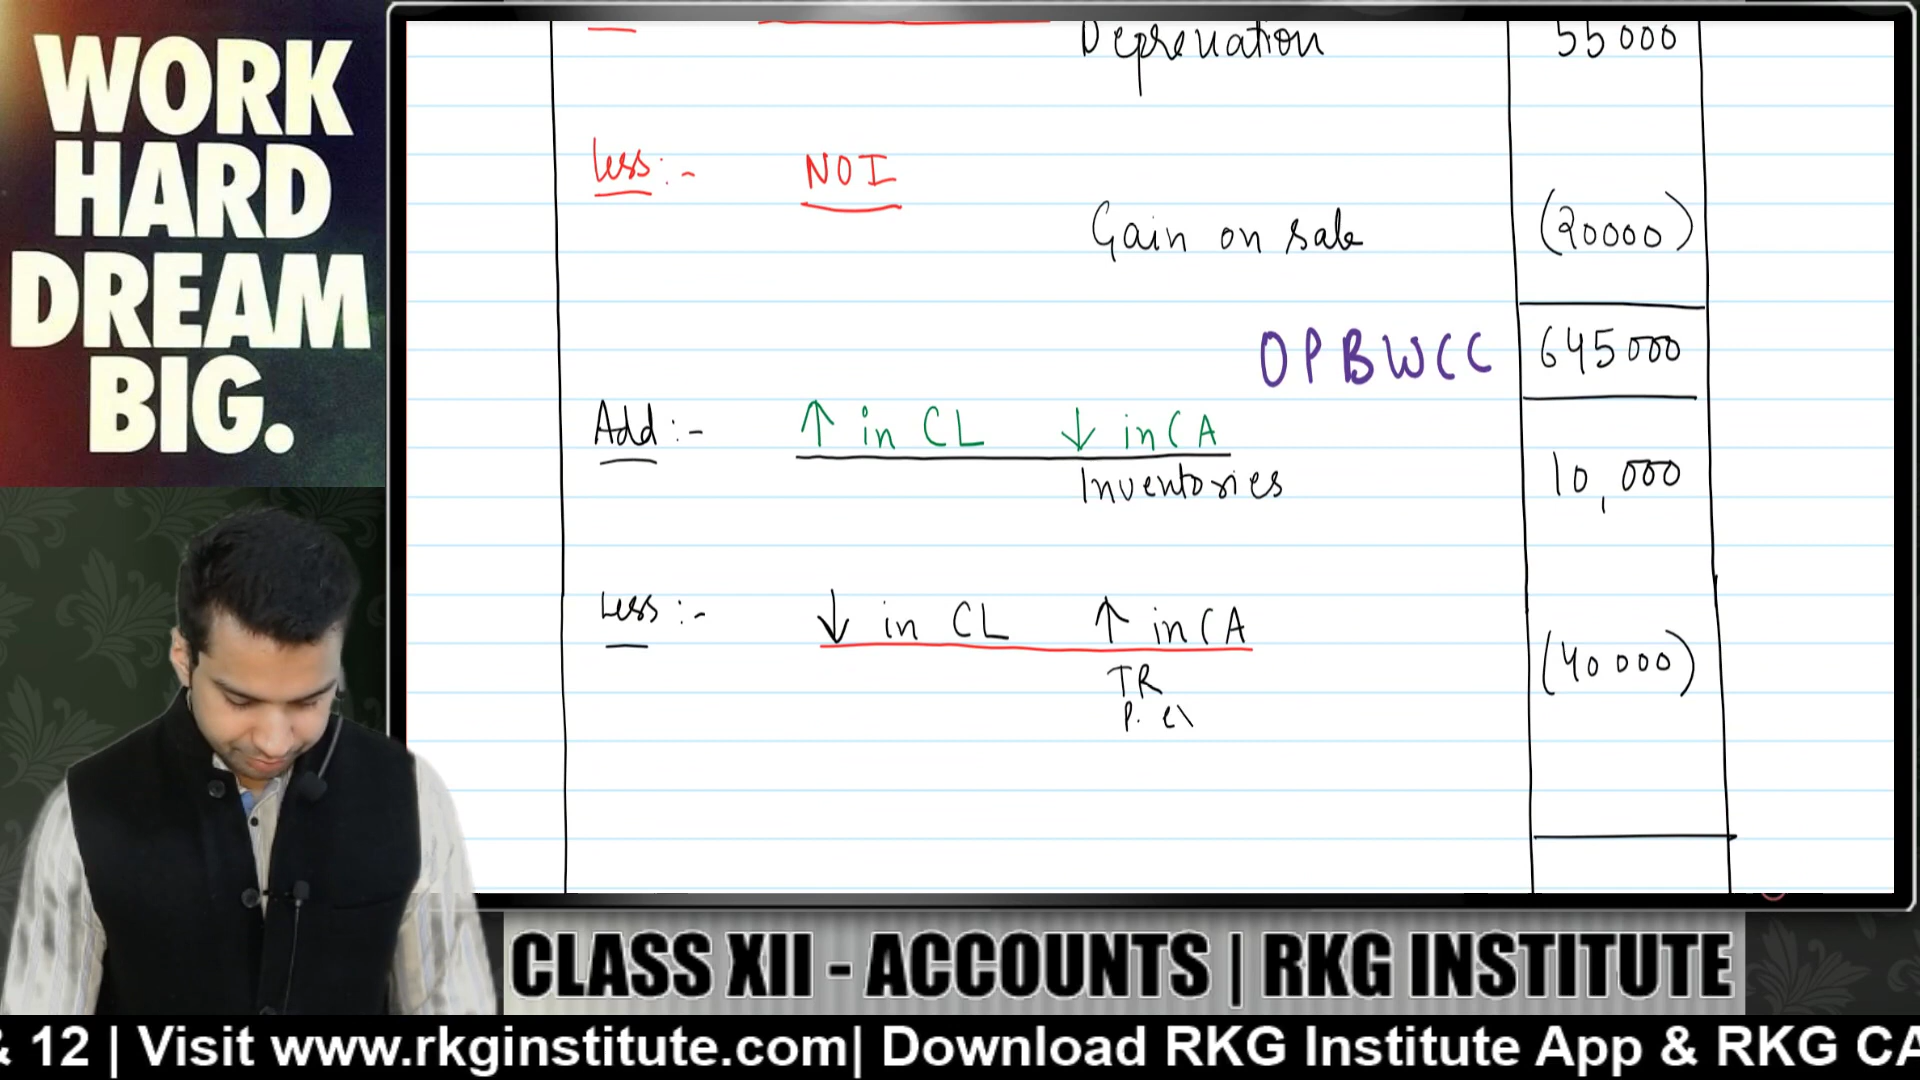 WORK
HARD
DREAM
BIG.
Depreuation 55000
Less:- NOI
Gain on sale (20000)
OPBWCC 645000
Add:- ↑ in CL ↓ in CA
Inventories 10,000
Less:- ↓ in CL ↑ in CA
TR (40000)
P. e\
CLASS XII - ACCOUNTS | RKG INSTITUTE
& 12 | Visit www.rkginstitute.com| Download RKG Institute App & RKG CA